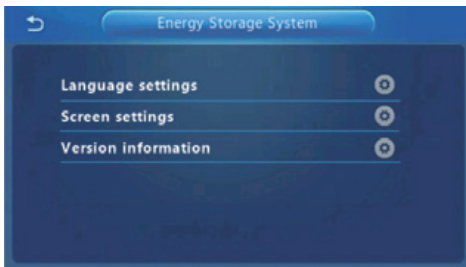 Energy Storage System
Language settings
Screen settings
Version information